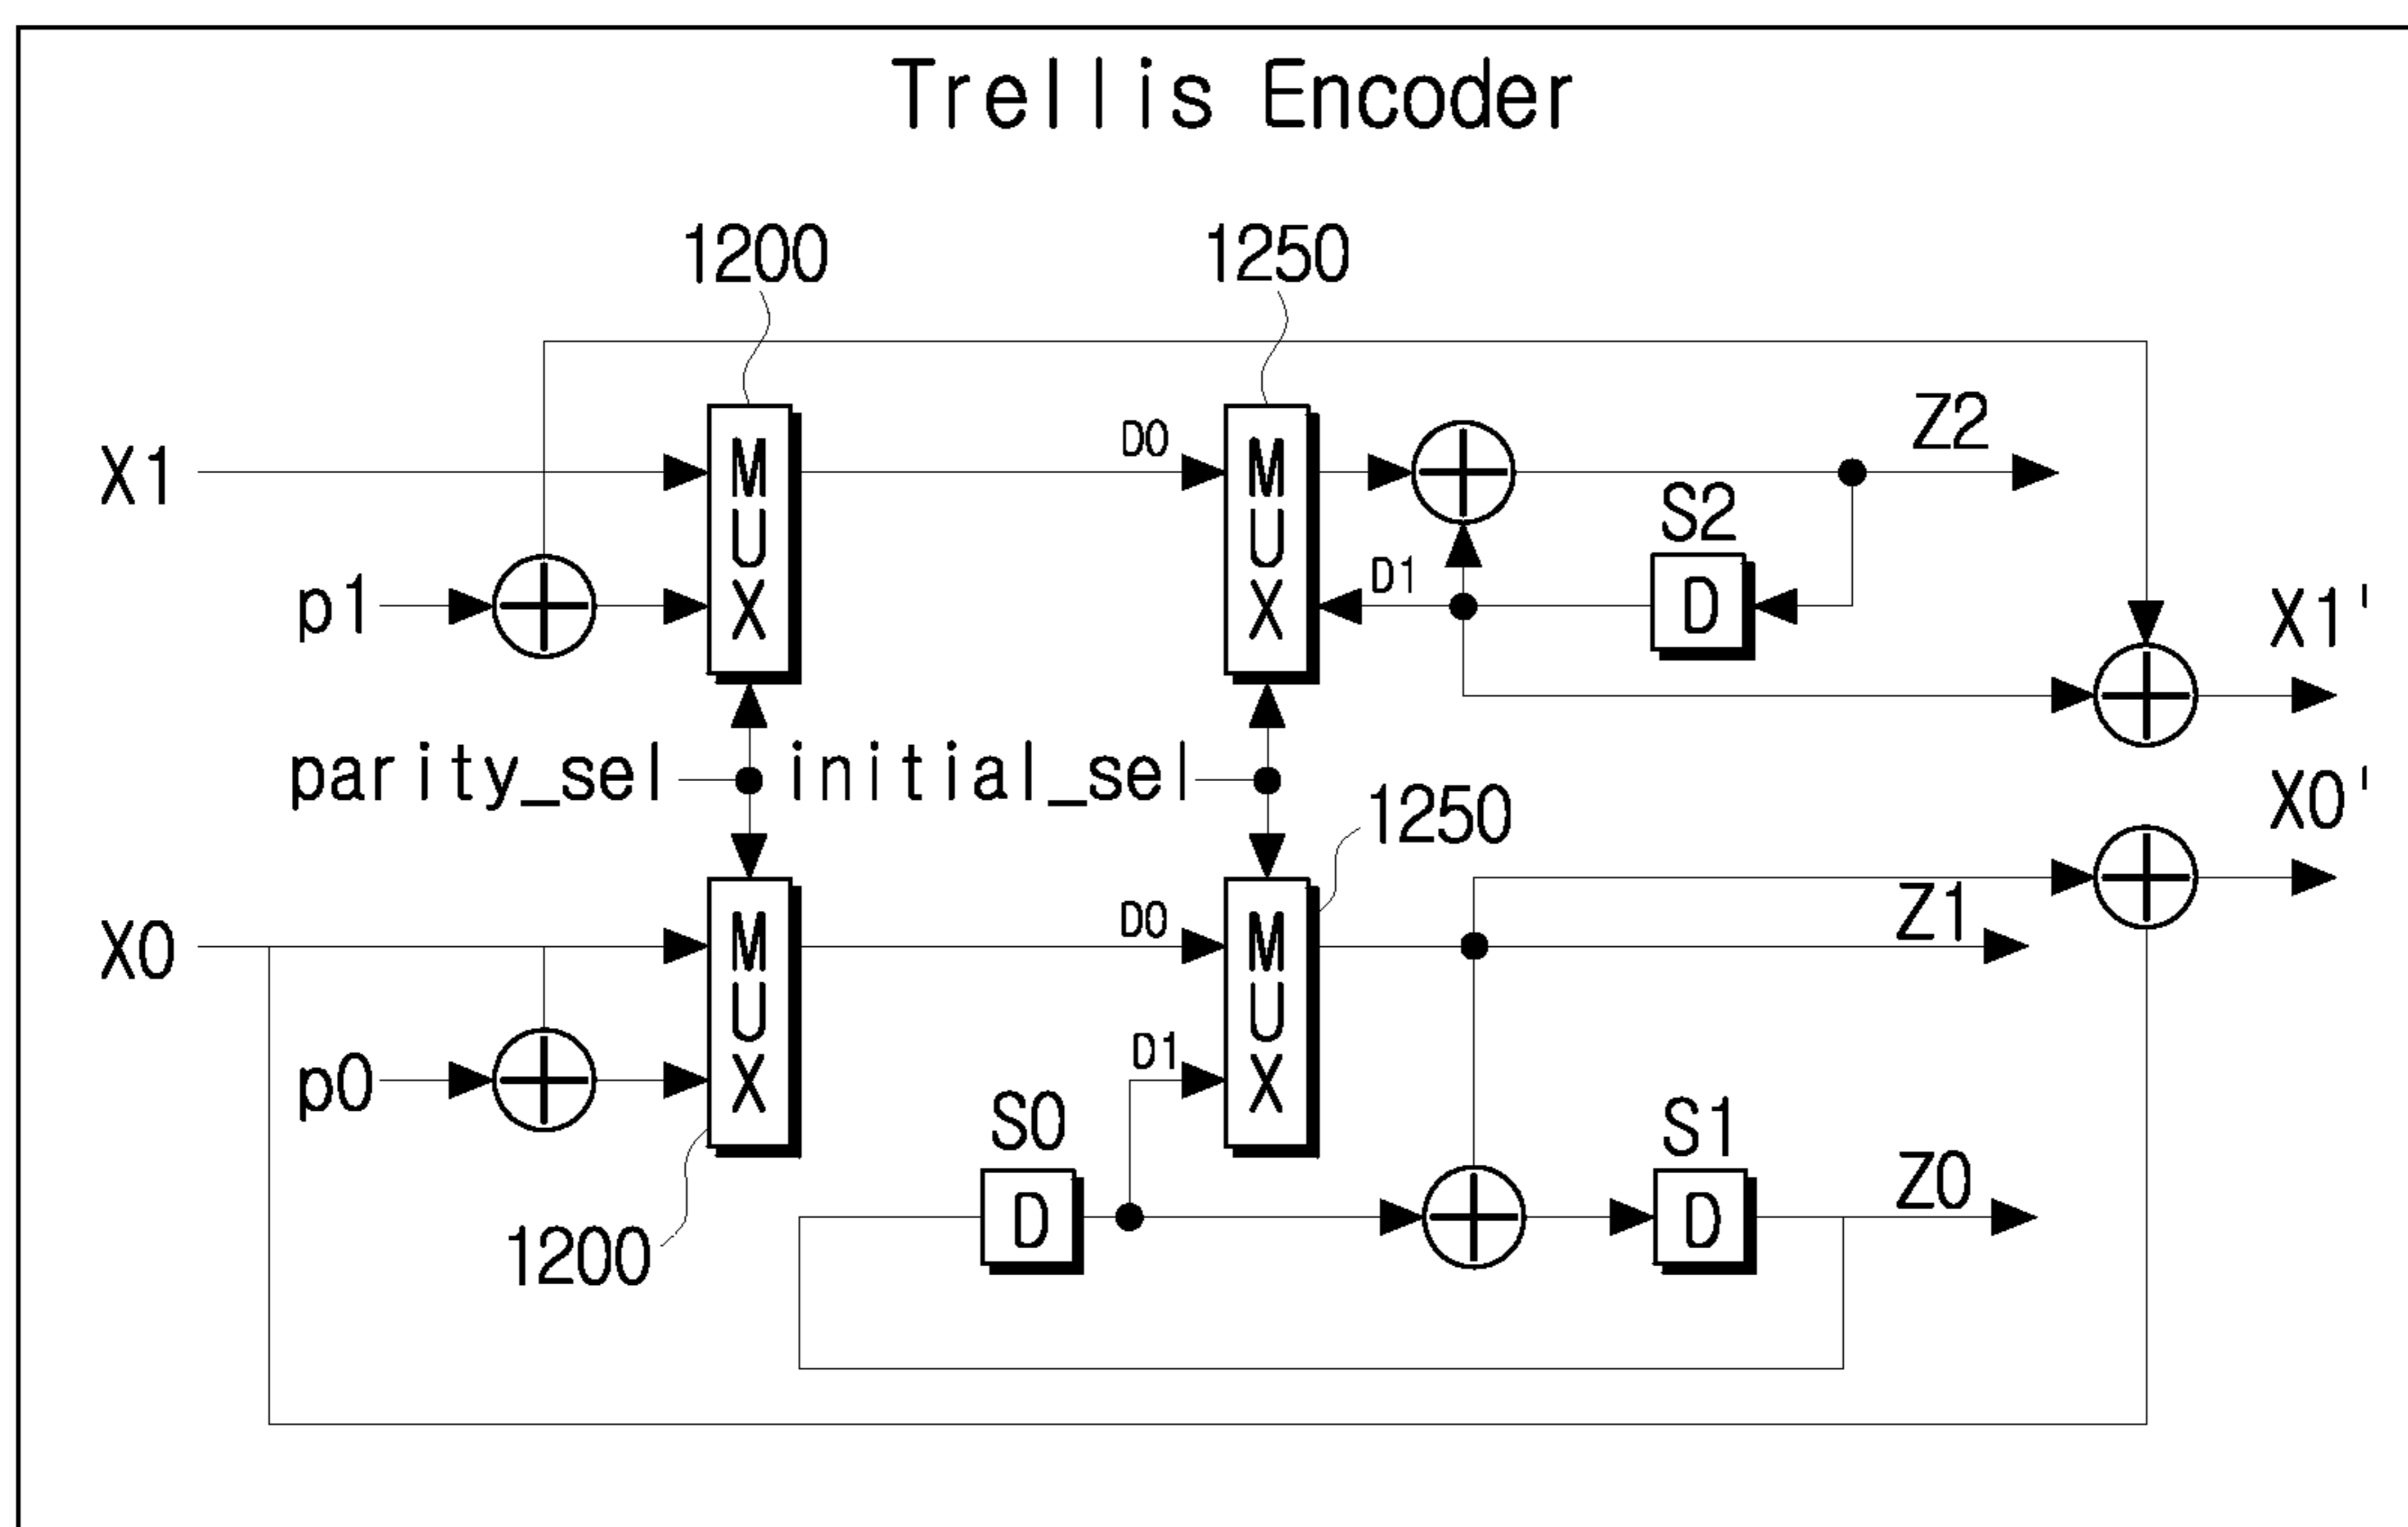 Trellis Encoder
1200
1250
X1
p1
MUX
D0
MUX
D1
S2
D
Z2
X1'
parity_sel
initial_sel
X0'
1250
X0
p0
MUX
1200
D0
D1
MUX
S0
D
S1
D
Z1
Z0